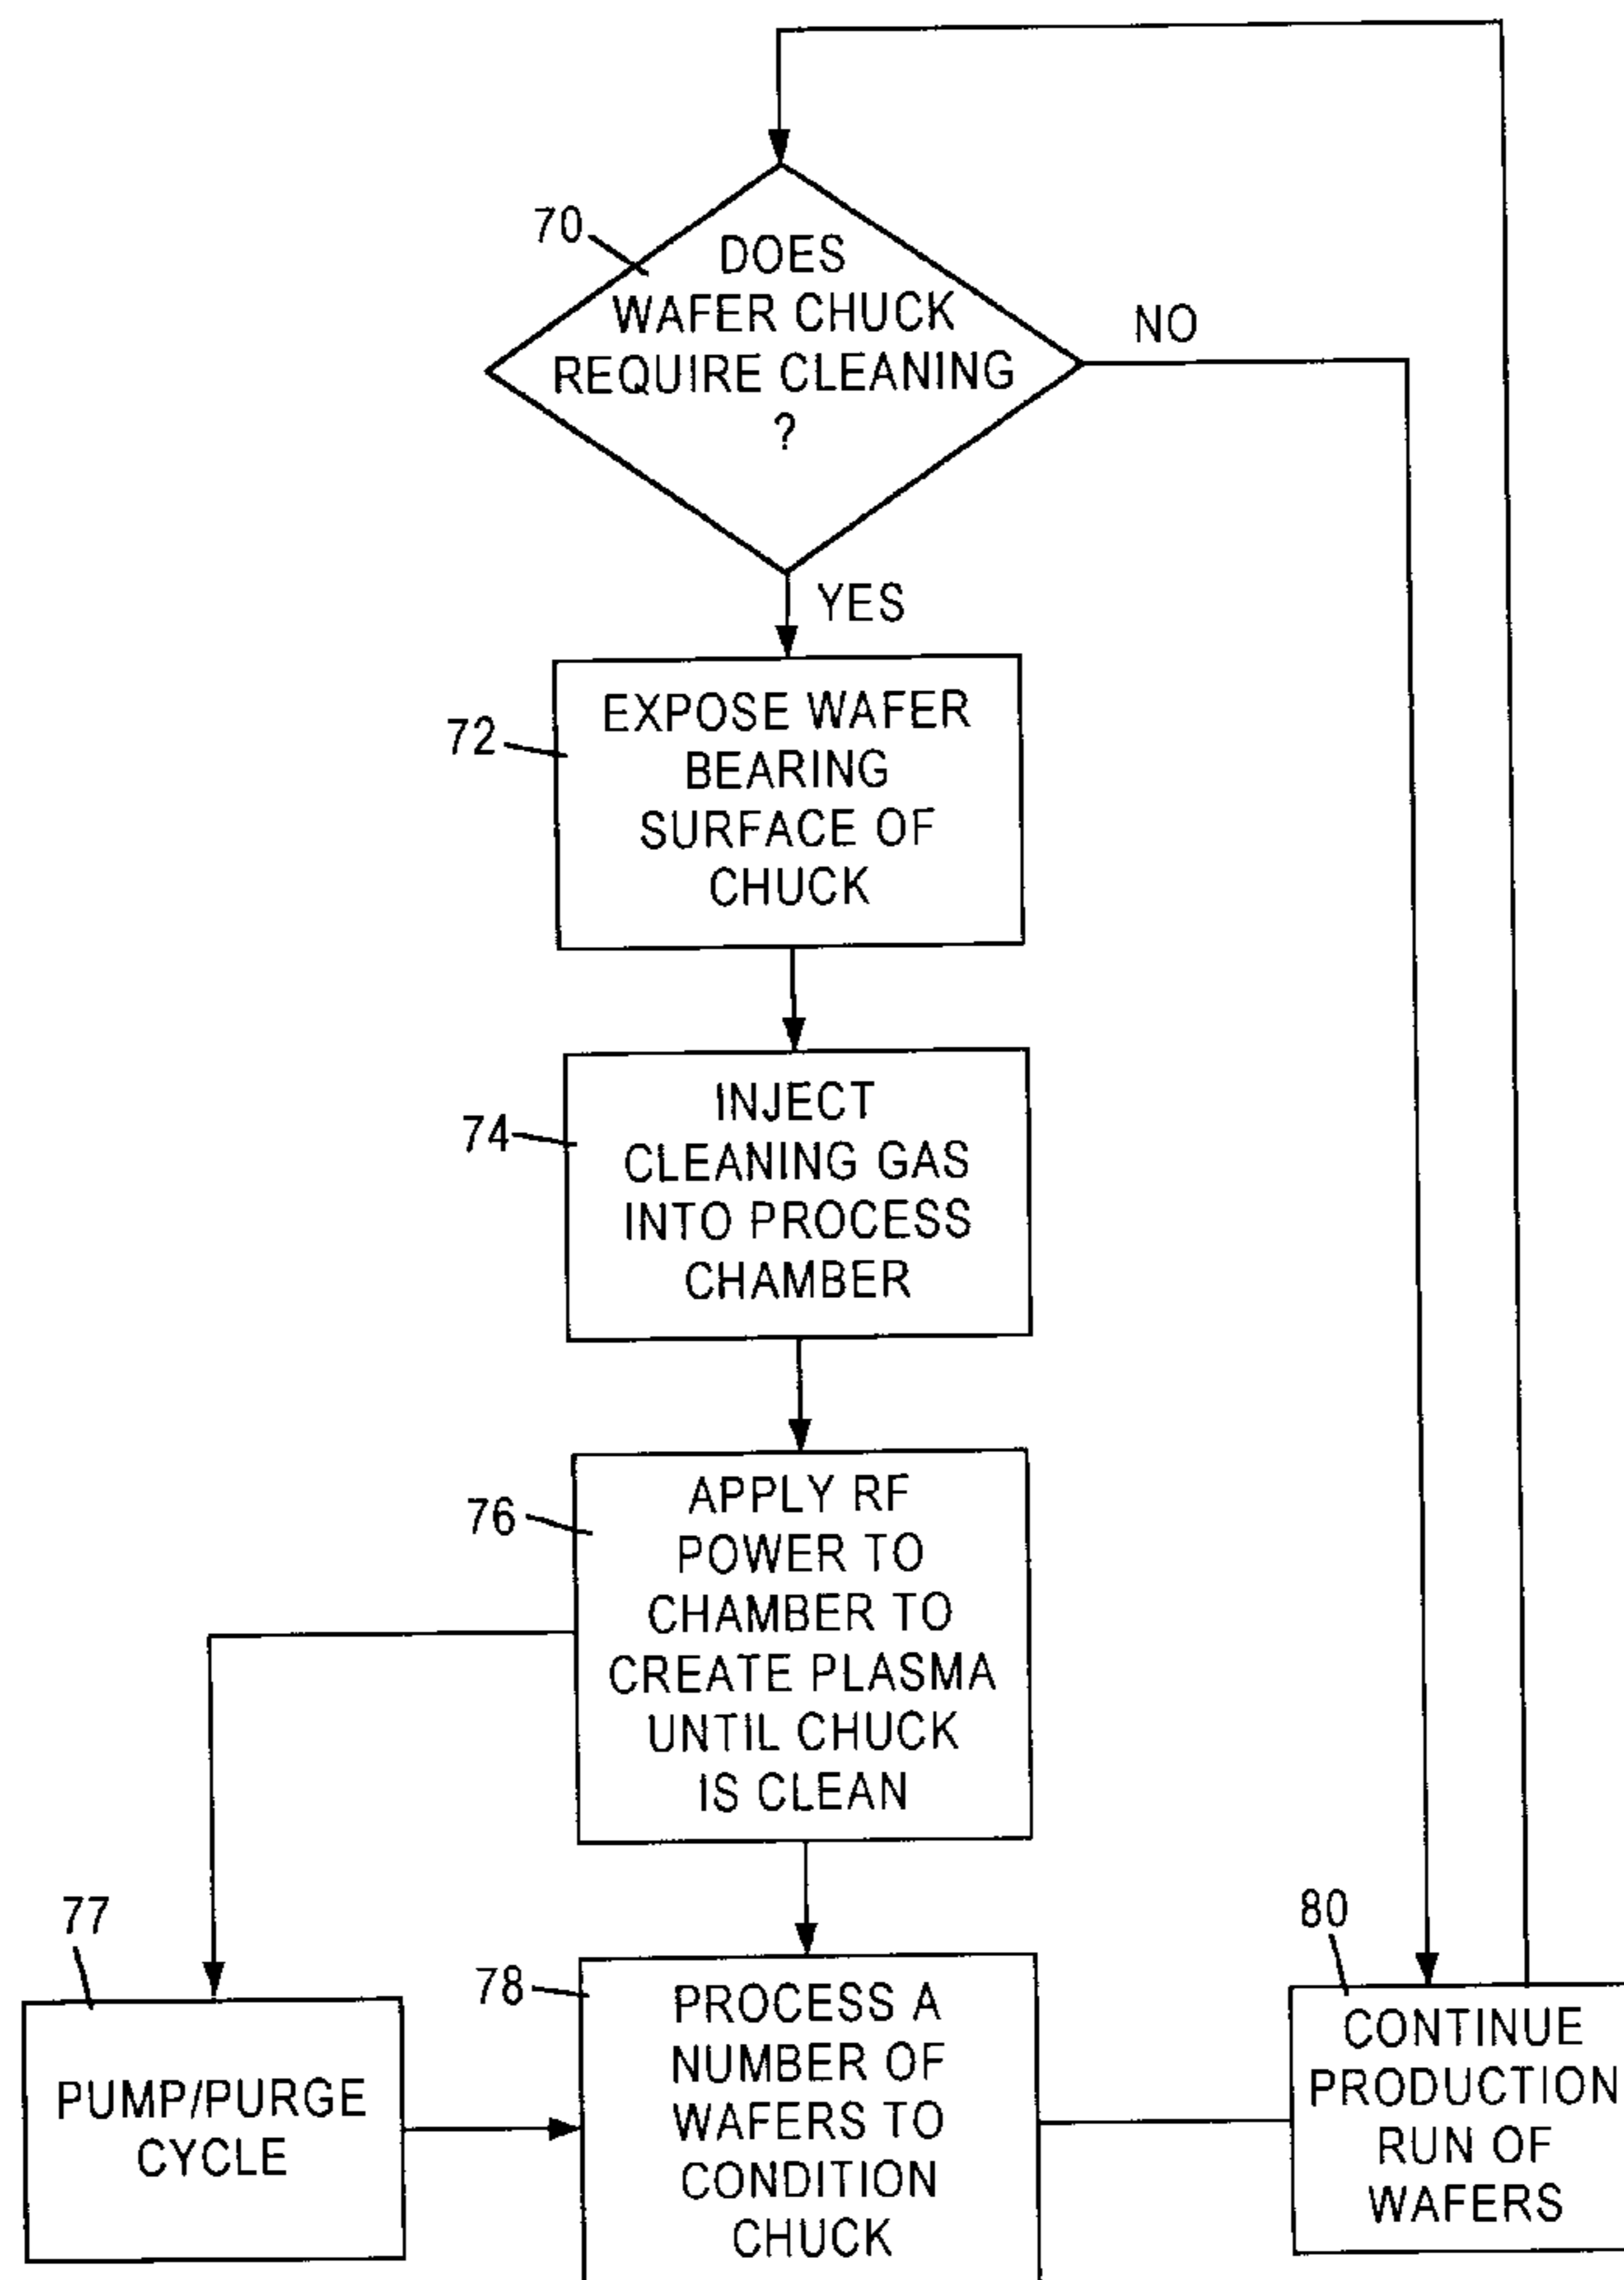 70
DOES
WAFER CHUCK
REQUIRE CLEANING
?
NO
YES
72
EXPOSE WAFER
BEARING
SURFACE OF
CHUCK
74
INJECT
CLEANING GAS
INTO PROCESS
CHAMBER
76
APPLY RF
POWER TO
CHAMBER TO
CREATE PLASMA
UNTIL CHUCK
IS CLEAN
77
PUMP/PURGE
CYCLE
78
PROCESS A
NUMBER OF
WAFERS TO
CONDITION
CHUCK
80
CONTINUE
PRODUCTION
RUN OF
WAFERS